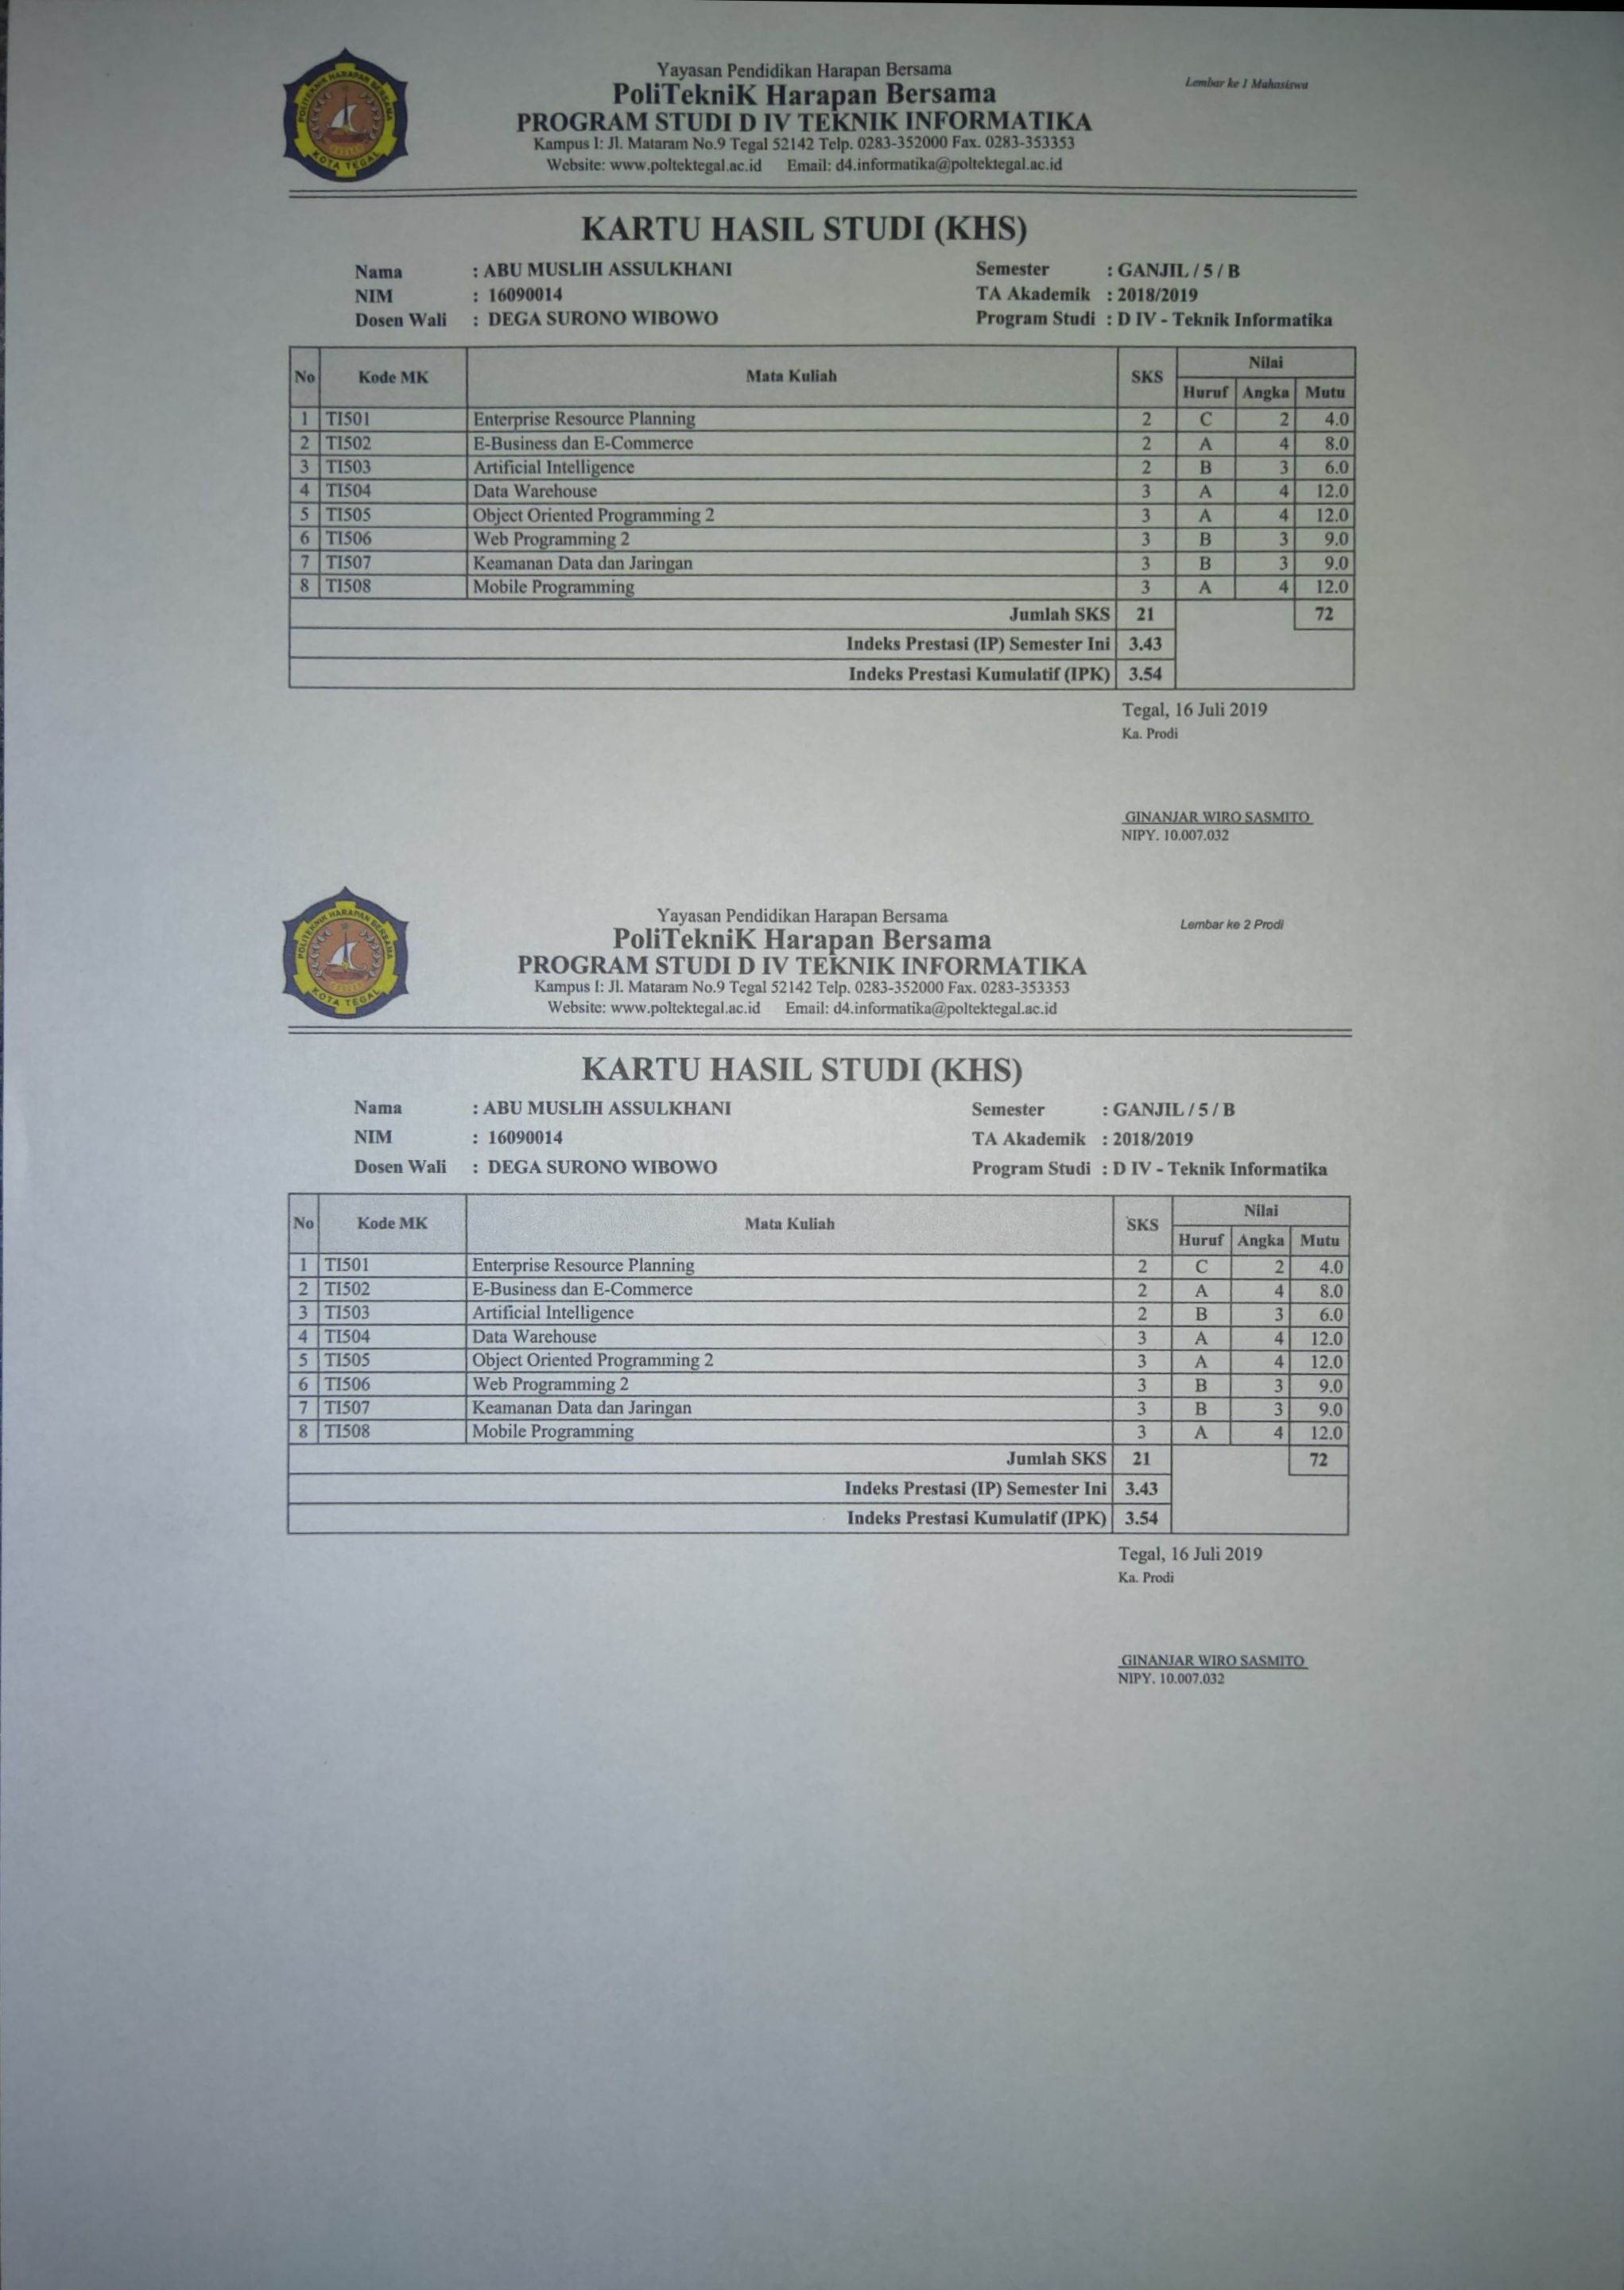 Yayasan Pendidikan Harapan Bersama
Lembar ke 1 Mahasiswa
PoliTekniK Harapan Bersama
PROGRAM STUDI D IV TEKNIK INFORMATIKA
Kampus I: Jl. Mataram No.9 Tegal 52142 Telp. 0283-352000 Fax. 0283-353353
Website: www.poltektegal.ac.id Email: d4.informatika@poltektegal.ac.id
POLITEKNIK HARAPAN BERSAMA
KOTA TEGAL
KARTU HASIL STUDI (KHS)
Nama : ABU MUSLIH ASSULKHANI Semester : GANJIL / 5 / B
NIM : 16090014 TA Akademik : 2018/2019
Dosen Wali : DEGA SURONO WIBOWO Program Studi : D IV - Teknik Informatika
No Kode MK Mata Kuliah SKS Nilai
Huruf Angka Mutu
1 TI501 Enterprise Resource Planning 2 C 2 4.0
2 TI502 E-Business dan E-Commerce 2 A 4 8.0
3 TI503 Artificial Intelligence 2 B 3 6.0
4 TI504 Data Warehouse 3 A 4 12.0
5 TI505 Object Oriented Programming 2 3 A 4 12.0
6 TI506 Web Programming 2 3 B 3 9.0
7 TI507 Keamanan Data dan Jaringan 3 B 3 9.0
8 TI508 Mobile Programming 3 A 4 12.0
Jumlah SKS 21 72
Indeks Prestasi (IP) Semester Ini 3.43
Indeks Prestasi Kumulatif (IPK) 3.54
Tegal, 16 Juli 2019
Ka. Prodi
GINANJAR WIRO SASMITO
NIPY. 10.007.032
Yayasan Pendidikan Harapan Bersama
Lembar ke 2 Prodi
PoliTekniK Harapan Bersama
PROGRAM STUDI D IV TEKNIK INFORMATIKA
Kampus I: Jl. Mataram No.9 Tegal 52142 Telp. 0283-352000 Fax. 0283-353353
Website: www.poltektegal.ac.id Email: d4.informatika@poltektegal.ac.id
POLITEKNIK HARAPAN BERSAMA
KOTA TEGAL
KARTU HASIL STUDI (KHS)
Nama : ABU MUSLIH ASSULKHANI Semester : GANJIL / 5 / B
NIM : 16090014 TA Akademik : 2018/2019
Dosen Wali : DEGA SURONO WIBOWO Program Studi : D IV - Teknik Informatika
No Kode MK Mata Kuliah SKS Nilai
Huruf Angka Mutu
1 TI501 Enterprise Resource Planning 2 C 2 4.0
2 TI502 E-Business dan E-Commerce 2 A 4 8.0
3 TI503 Artificial Intelligence 2 B 3 6.0
4 TI504 Data Warehouse 3 A 4 12.0
5 TI505 Object Oriented Programming 2 3 A 4 12.0
6 TI506 Web Programming 2 3 B 3 9.0
7 TI507 Keamanan Data dan Jaringan 3 B 3 9.0
8 TI508 Mobile Programming 3 A 4 12.0
Jumlah SKS 21 72
Indeks Prestasi (IP) Semester Ini 3.43
Indeks Prestasi Kumulatif (IPK) 3.54
Tegal, 16 Juli 2019
Ka. Prodi
GINANJAR WIRO SASMITO
NIPY. 10.007.032